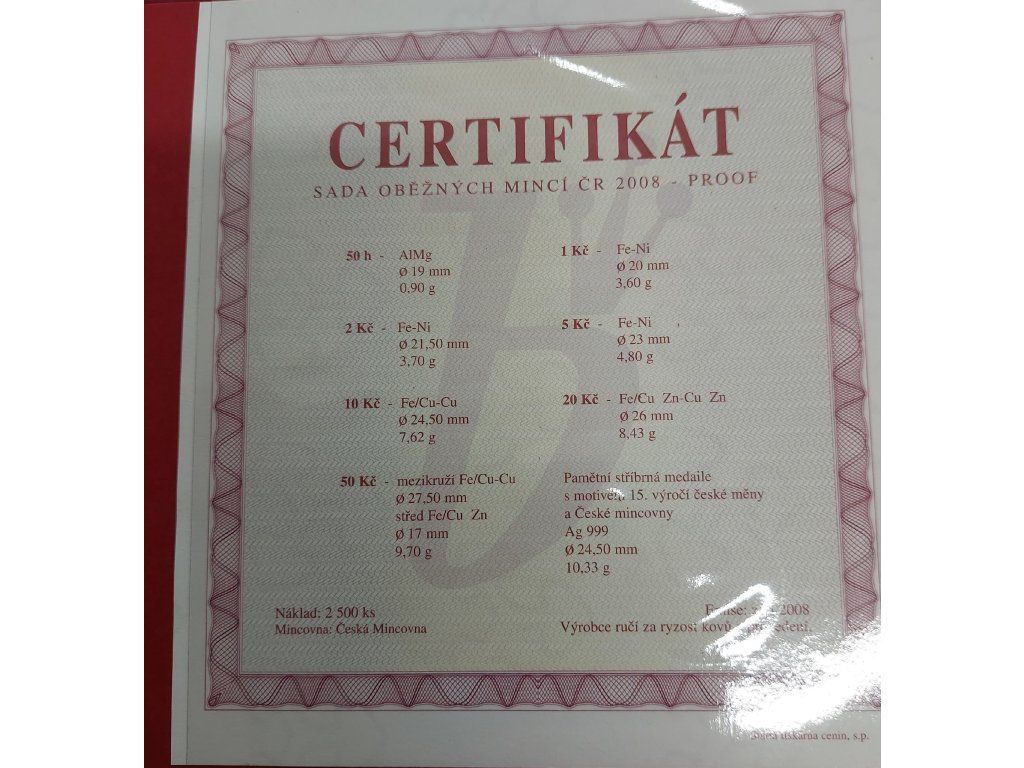 CERTIFIKÁT
SADA OBĚŽNÝCH MINCÍ ČR 2008 - PROOF
50 h - AlMg
Ø 19 mm
0,90 g
1 Kč - Fe-Ni
Ø 20 mm
3,60 g
2 Kč - Fe-Ni
Ø 21,50 mm
3,70 g
5 Kč - Fe-Ni
Ø 23 mm
4,80 g
10 Kč - Fe/Cu-Cu
Ø 24,50 mm
7,62 g
20 Kč - Fe/Cu Zn-Cu Zn
Ø 26 mm
8,43 g
50 Kč - mezikruží Fe/Cu-Cu
Ø 27,50 mm
střed Fe/Cu Zn
Ø 17 mm
9,70 g
Pamětní stříbrná medaile
s motivem 15. výročí české měny
a České mincovny
Ag 999
Ø 24,50 mm
10,33 g
Náklad: 2 500 ks
Mincovna: Česká Mincovna
2008
Výrobce ručí za ryzost kovů
tiskárna cenin, s.p.